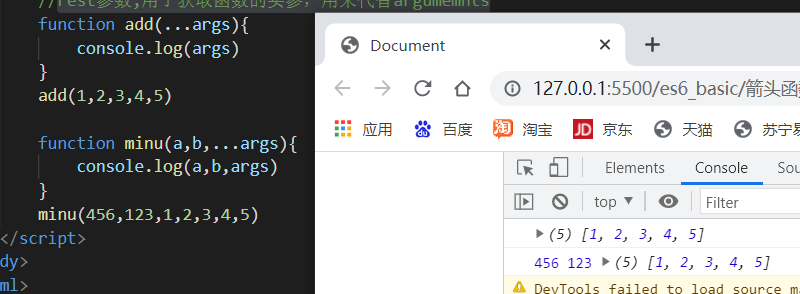 //rest参数,用于获取函数的实参，用来代替argumemnts
function add(...args){
console.log(args)
}
add(1,2,3,4,5)
function minu(a,b,...args){
console.log(a,b,args)
}
minu(456,123,1,2,3,4,5)
</script>
dy>
ml>
Document
127.0.0.1:5500/es6_basic/箭头函数
应用 百度 淘宝 JD 京东 天猫 苏宁易
Elements Console Sou
top Filter
(5) [1, 2, 3, 4, 5]
456 123 (5) [1, 2, 3, 4, 5]
DevTools failed to load source ma